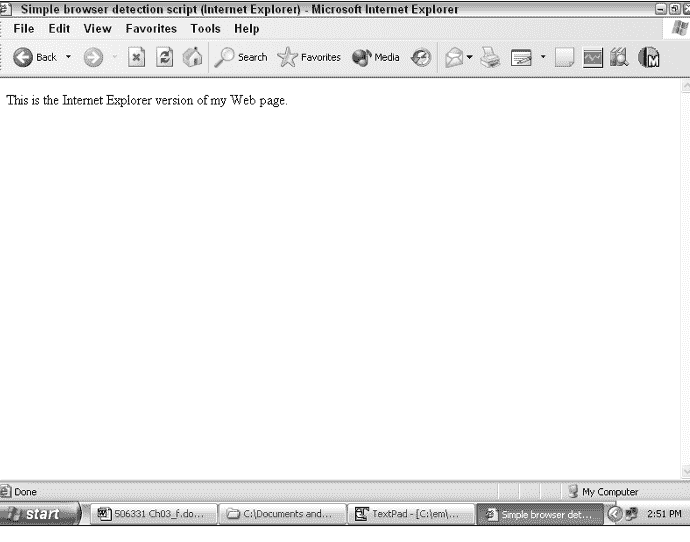 Simple browser detection script (Internet Explorer) - Microsoft Internet Explorer
File Edit View Favorites Tools Help
Back Search Favorites Media
This is the Internet Explorer version of my Web page.
Done My Computer
start 506331 Ch03_f.do... C:\Documents and... TextPad - [C:\em\... Simple browser det... 2:51 PM